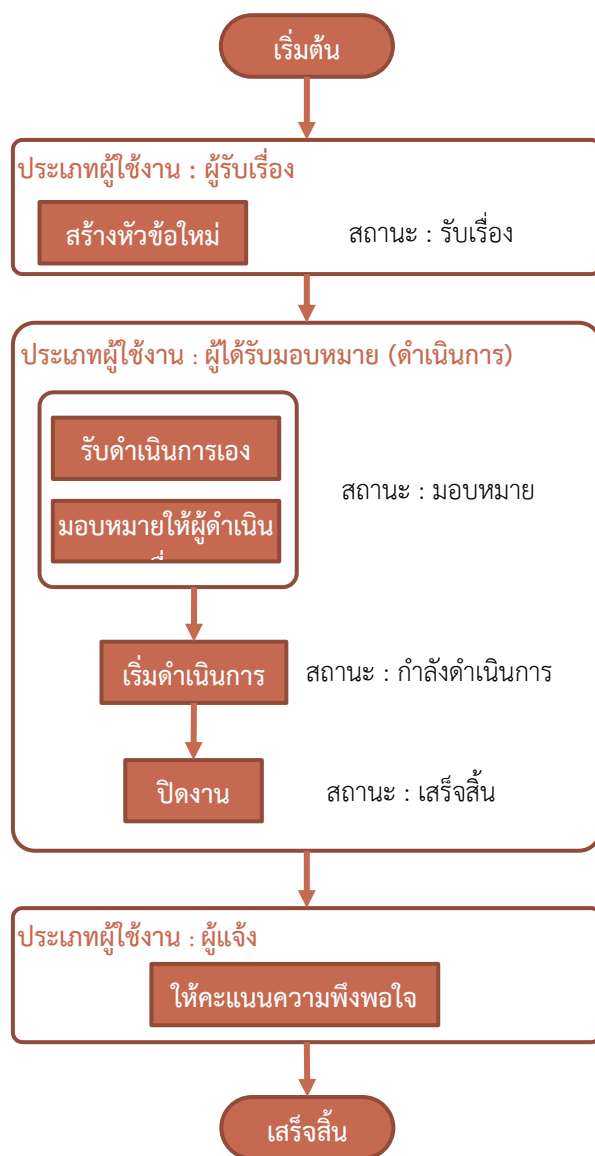 เริ่มต้น
ประเภทผู้ใช้งาน : ผู้รับเรื่อง
สร้างหัวข้อใหม่
สถานะ : รับเรื่อง
ประเภทผู้ใช้งาน : ผู้ได้รับมอบหมาย (ดำเนินการ)
รับดำเนินการเอง
สถานะ : มอบหมาย
มอบหมายให้ผู้ดำเนิน
เริ่มดำเนินการ
สถานะ : กำลังดำเนินการ
ปิดงาน
สถานะ : เสร็จสิ้น
ประเภทผู้ใช้งาน : ผู้แจ้ง
ให้คะแนนความพึงพอใจ
เสร็จสิ้น